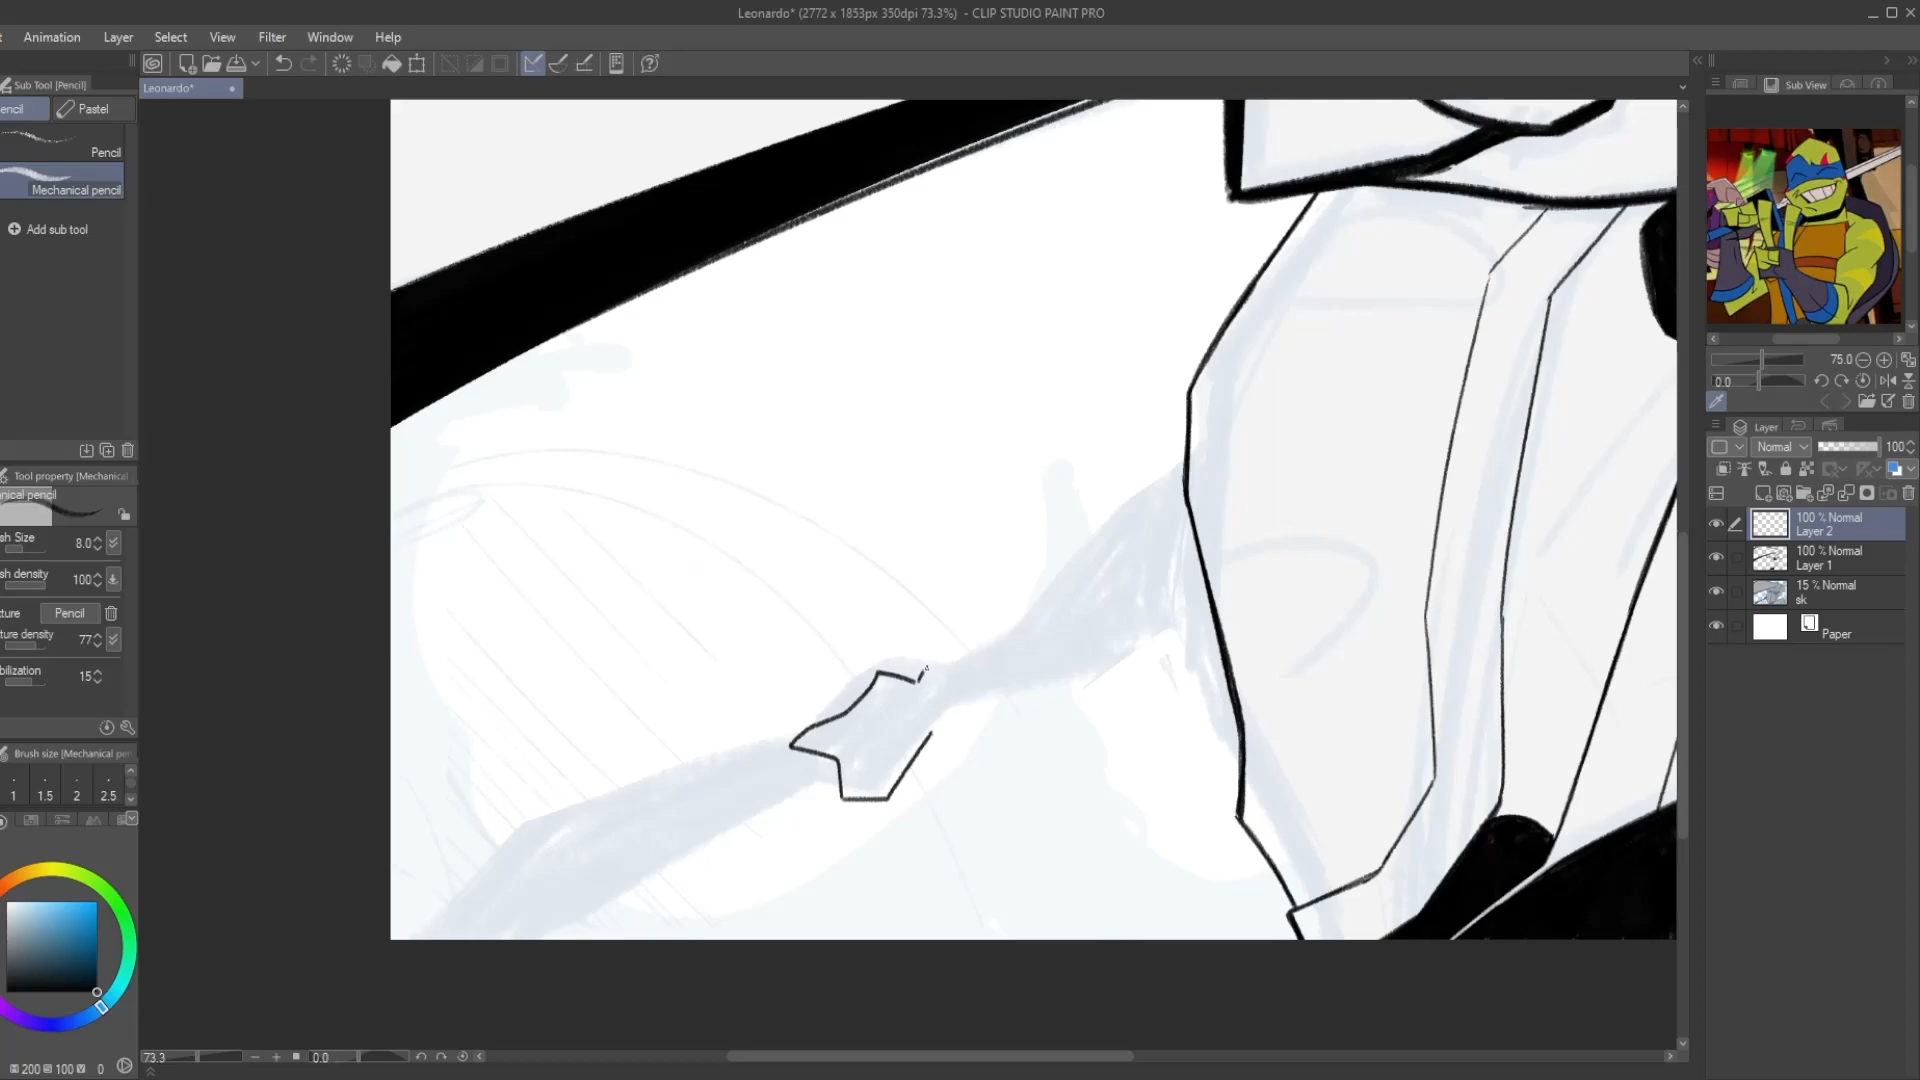 Leonardo* (2772 x 1853px 350dpi 73.3%)  - CLIP STUDIO PAINT PRO
t Animation Layer Select View Filter Window Help
Sub Tool [Pencil]
Leonardo*
Sub View
encil Pastel
Pencil
Mechanical pencil
Add sub tool
75.0
0.0
Layer
Normal 100
Tool property [Mechanical
nical pencil
sh Size 8.0
sh density 100
ture Pencil
ture density 77
bilization 15
100 % Normal
Layer 2
100 % Normal
Layer 1
15 % Normal
sk
Paper
Brush size [Mechanical pen
1 1.5 2 2.5
73.3 0.0
H 200 S 100 V 0